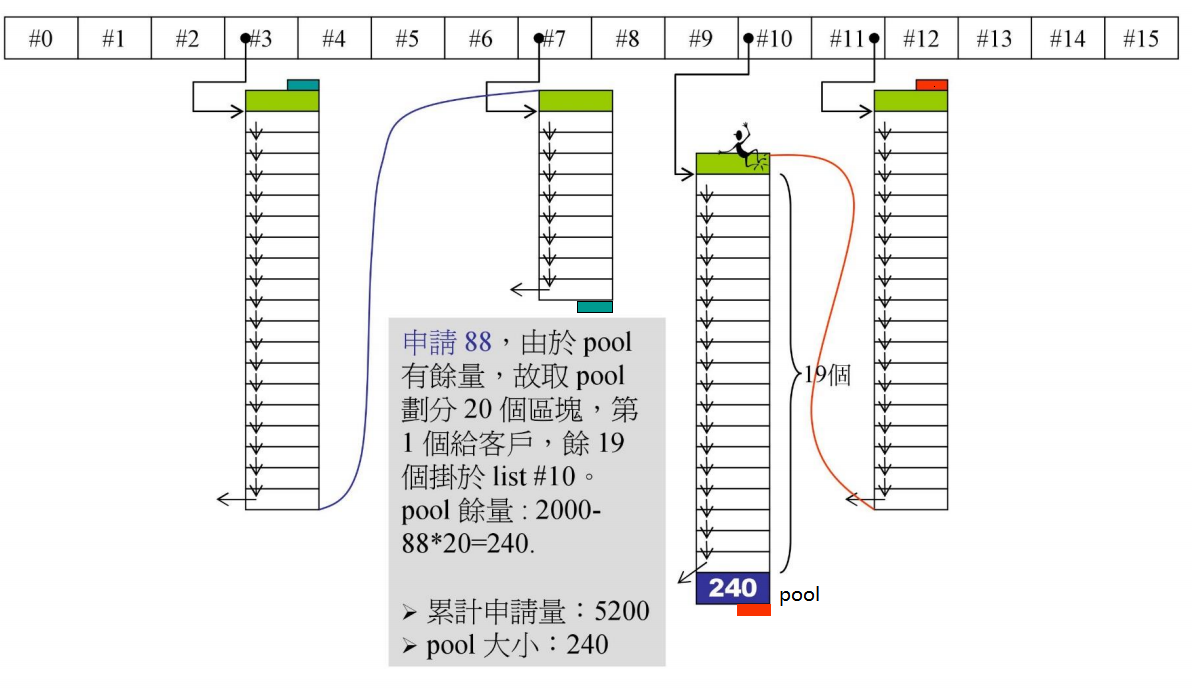 #0 #1 #2 #3 #4 #5 #6 #7 #8 #9 #10 #11 #12 #13 #14 #15
19個
申請 88，由於 pool
有餘量，故取 pool
劃分 20 個區塊，第
1 個給客戶，餘 19
個掛於 list #10。
pool 餘量 : 2000-
88*20=240.
➢ 累計申請量：5200
➢ pool 大小：240
240 pool